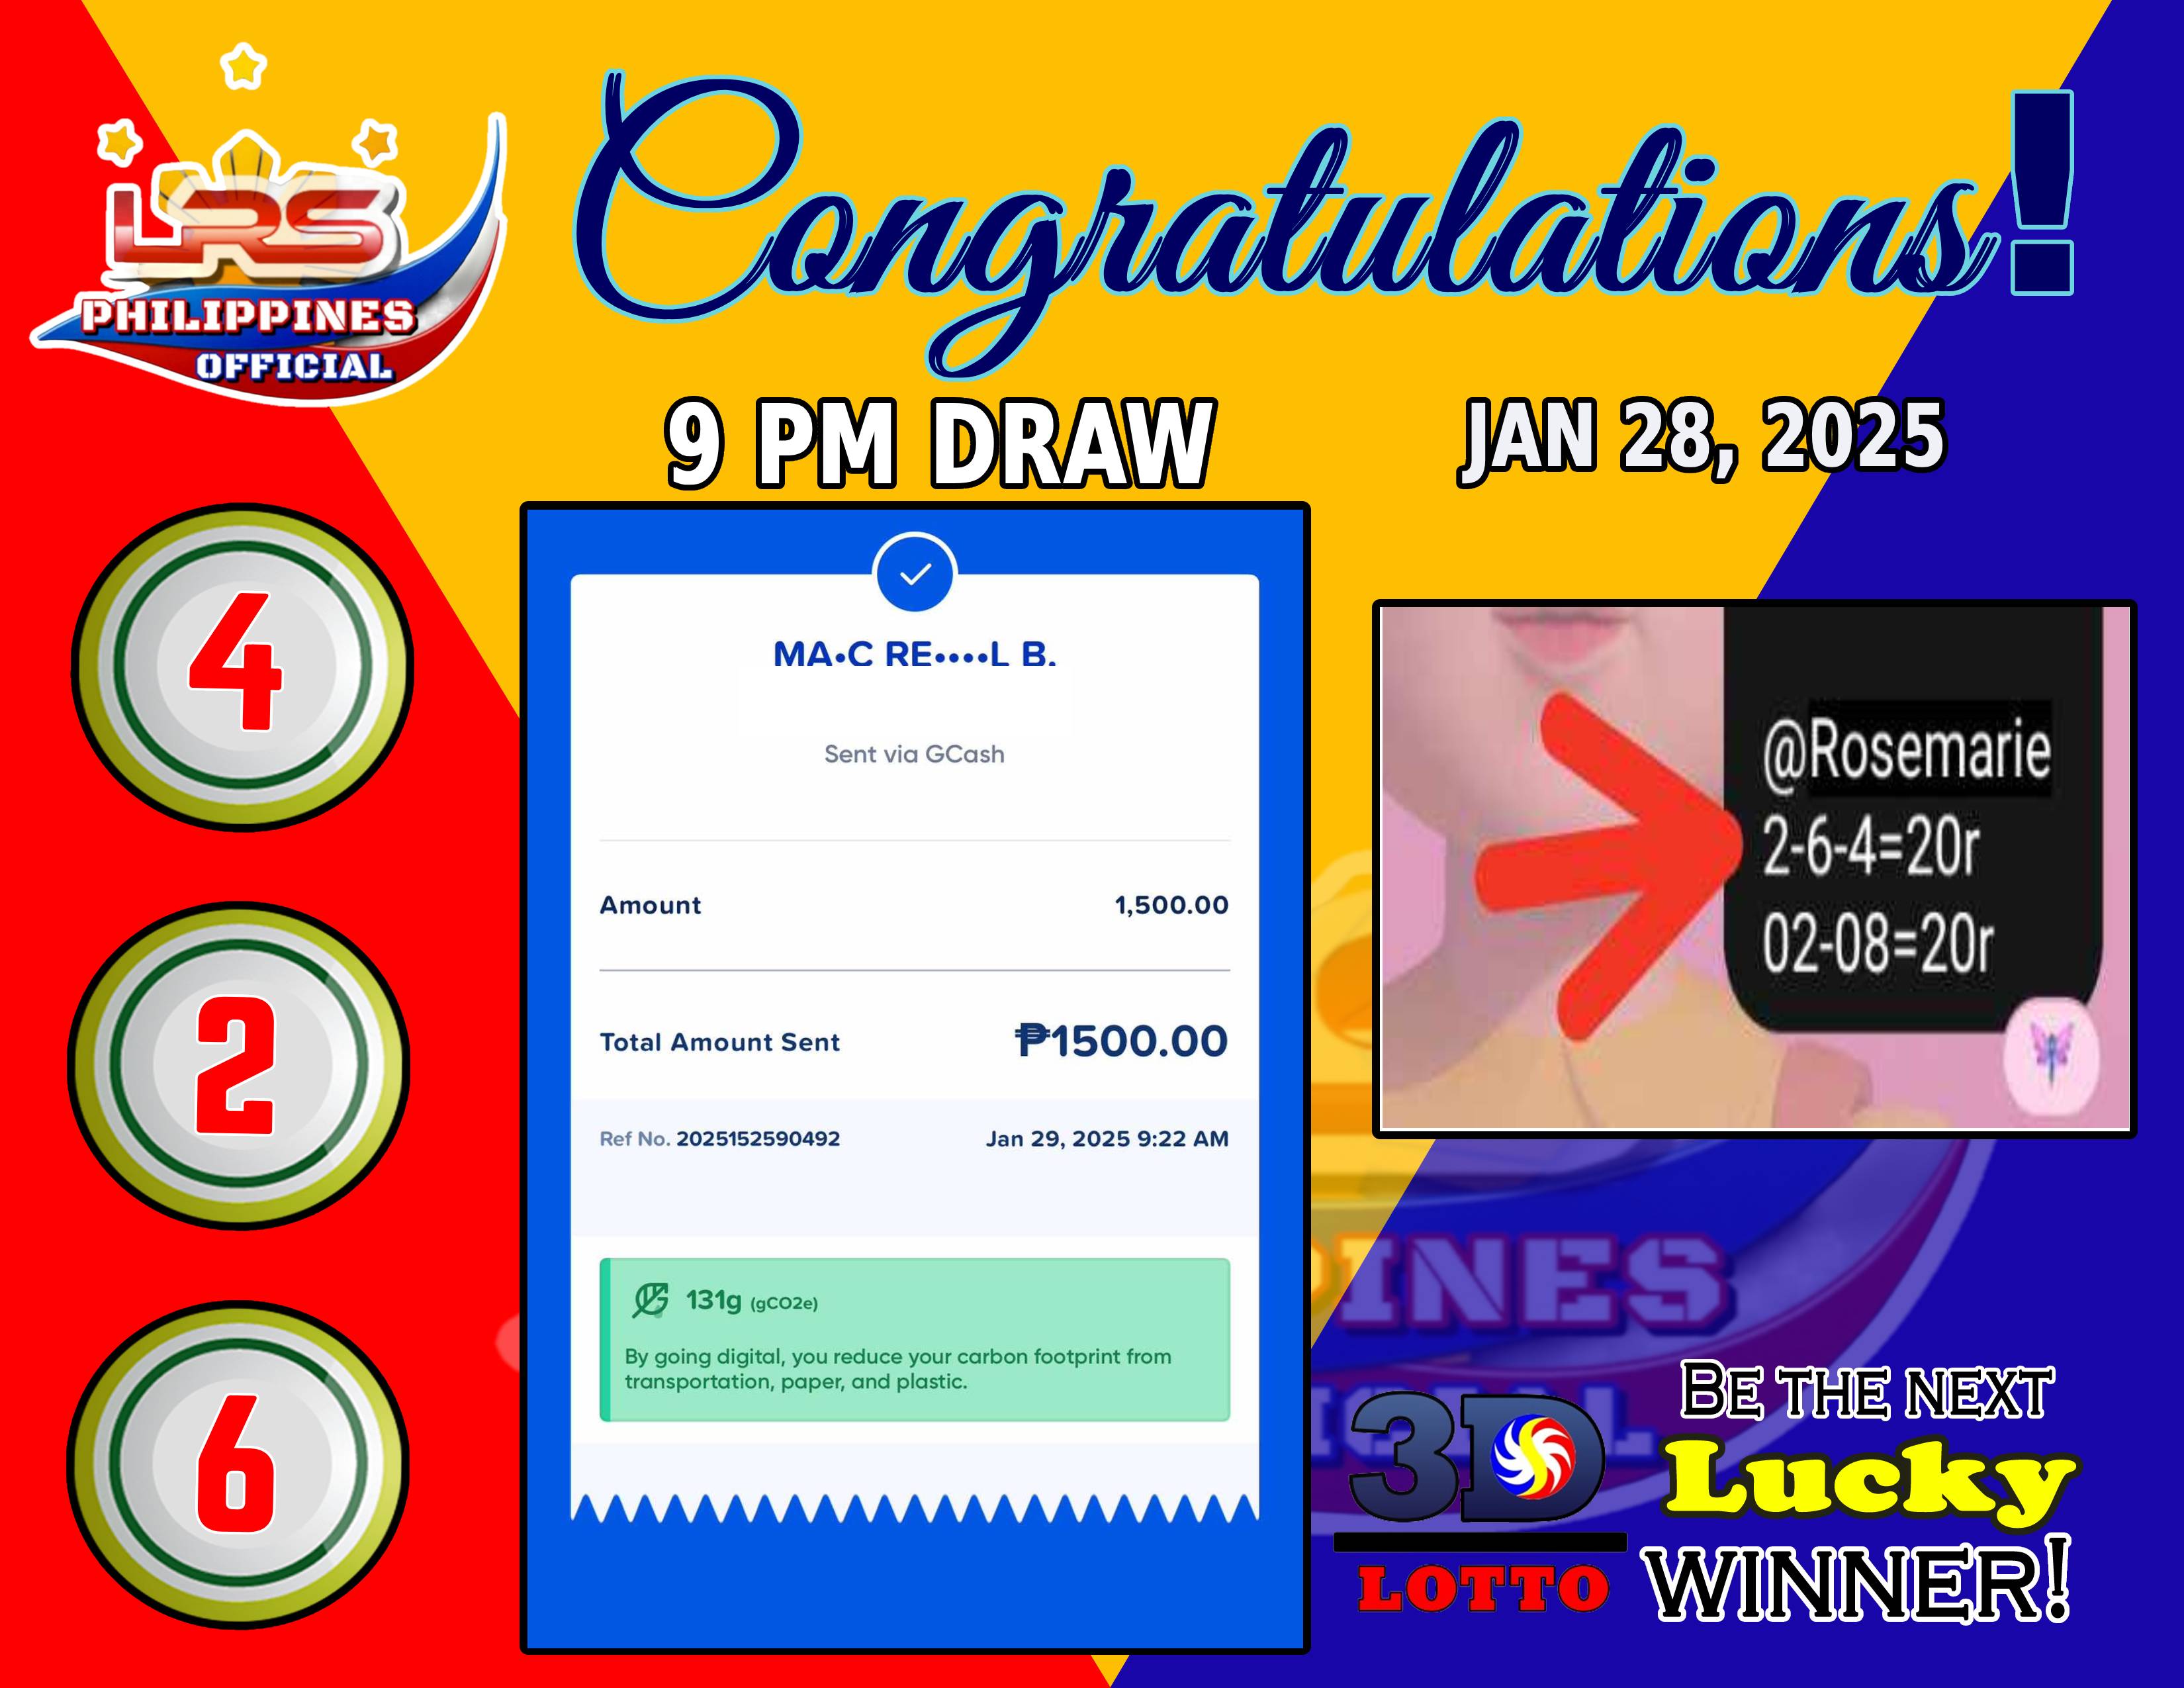 LRS
PHILIPPINES
OFFICIAL
Congratulations!
9 PM DRAW
JAN 28, 2025
4
2
6
MA•C RE••••L B.
Sent via GCash
Amount 1,500.00
Total Amount Sent ₱1500.00
Ref No. 2025152590492 Jan 29, 2025 9:22 AM
131g (gCO2e)
By going digital, you reduce your carbon footprint from
transportation, paper, and plastic.
@Rosemarie
2-6-4=20r
02-08=20r
PINES
ICIAL
3D
LOTTO
BE THE NEXT
Lucky
WINNER!